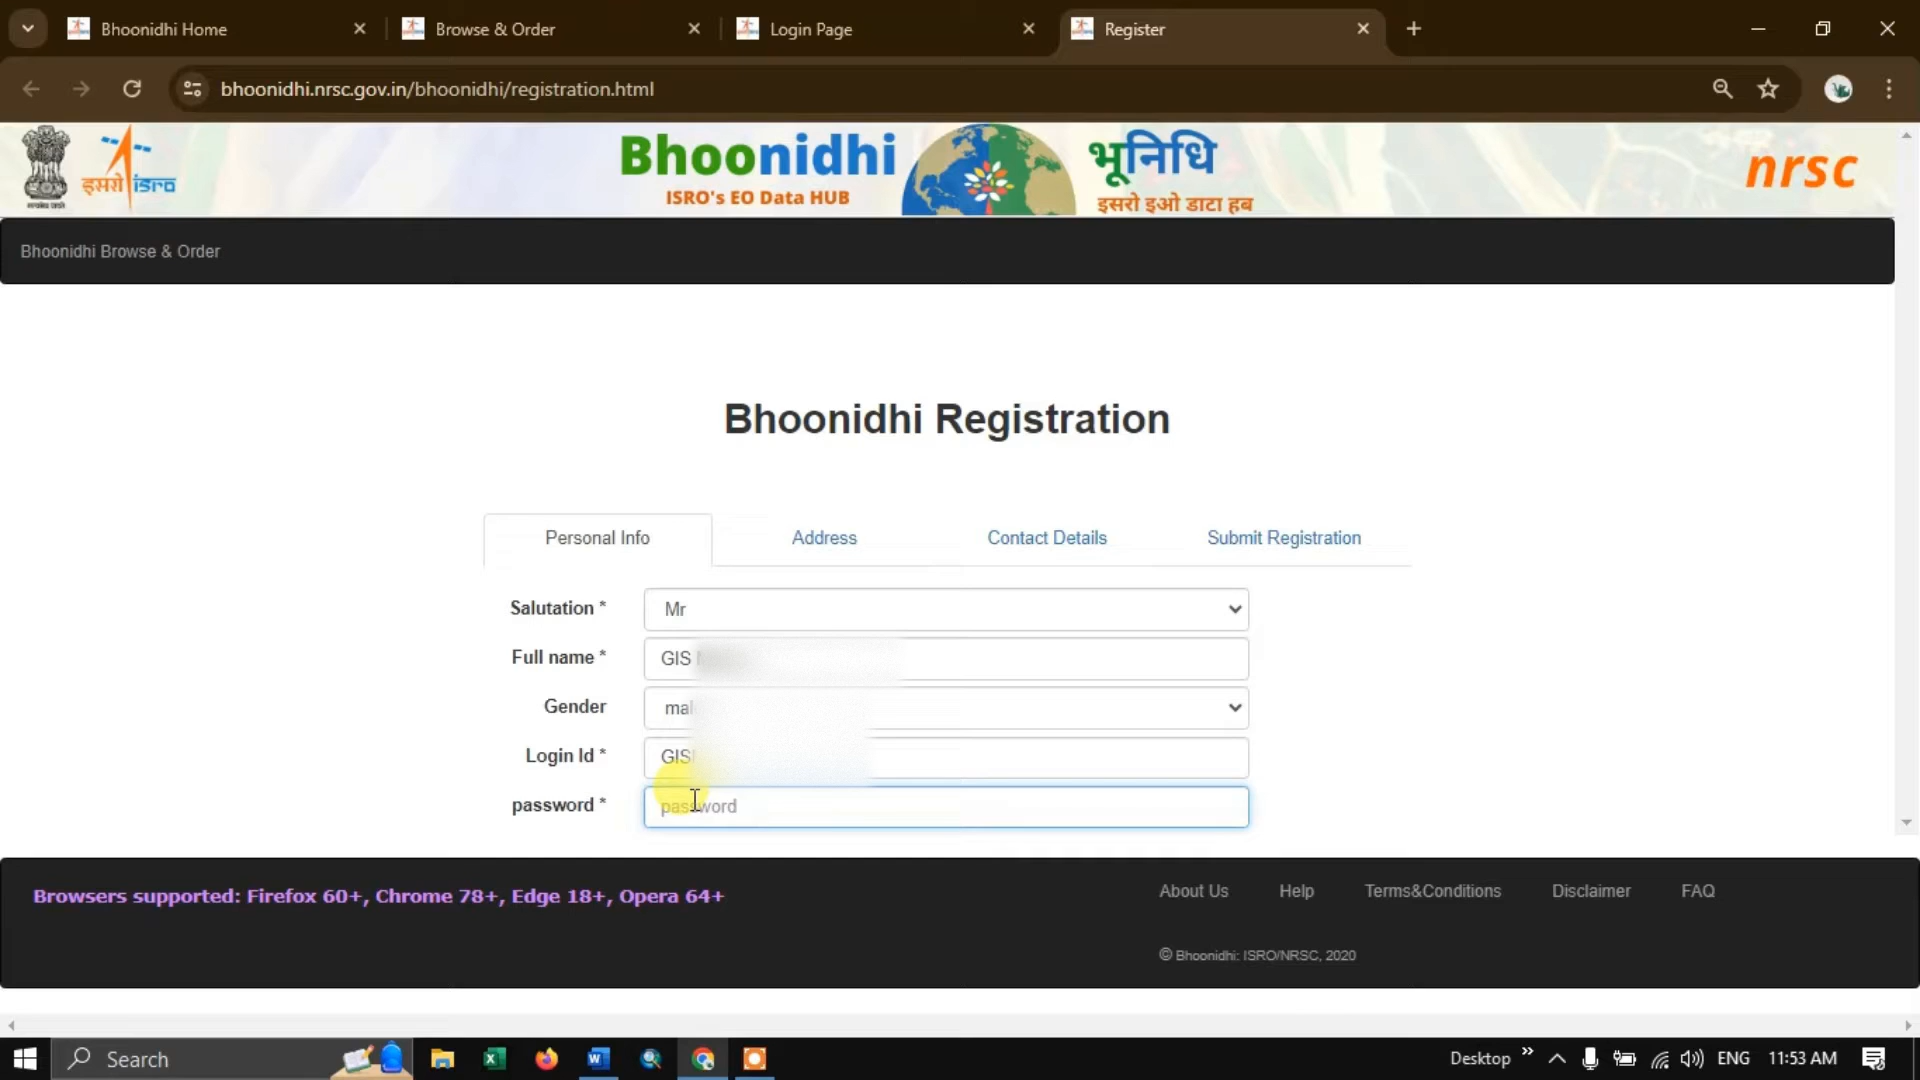 Bhoonidhi Home
Browse & Order
Login Page
Register
bhoonidhi.nrsc.gov.in/bhoonidhi/registration.html
इसरो isro
Bhoonidhi
ISRO's EO Data HUB
भूनिधि
इसरो इओ डाटा हब
nrsc
Bhoonidhi Browse & Order
Bhoonidhi Registration
Personal Info
Address
Contact Details
Submit Registration
Salutation *
Mr
Full name *
GIS
Gender
Login Id *
password *
password
Browsers supported: Firefox 60+, Chrome 78+, Edge 18+, Opera 64+
About Us
Help
Terms&Conditions
Disclaimer
FAQ
© Bhoonidhi: ISRO/NRSC, 2020
Search
Desktop
ENG
11:53 AM